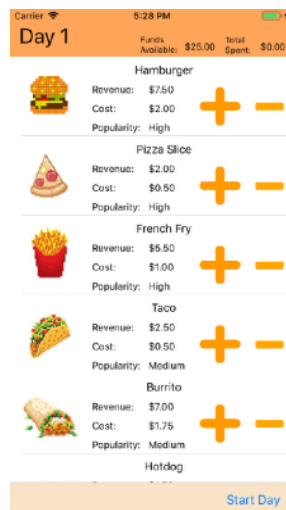 Carrier 5:28 PM
Day 1 Funds Available: $25.00 Total Spent: $0.00
Hamburger
Revenue: $7.50
Cost: $2.00
Popularity: High
Pizza Slice
Revenue: $2.00
Cost: $0.50
Popularity: High
French Fry
Revenue: $5.50
Cost: $1.00
Popularity: High
Taco
Revenue: $2.50
Cost: $0.50
Popularity: Medium
Burrito
Revenue: $7.00
Cost: $1.75
Popularity: Medium
Hotdog
Start Day